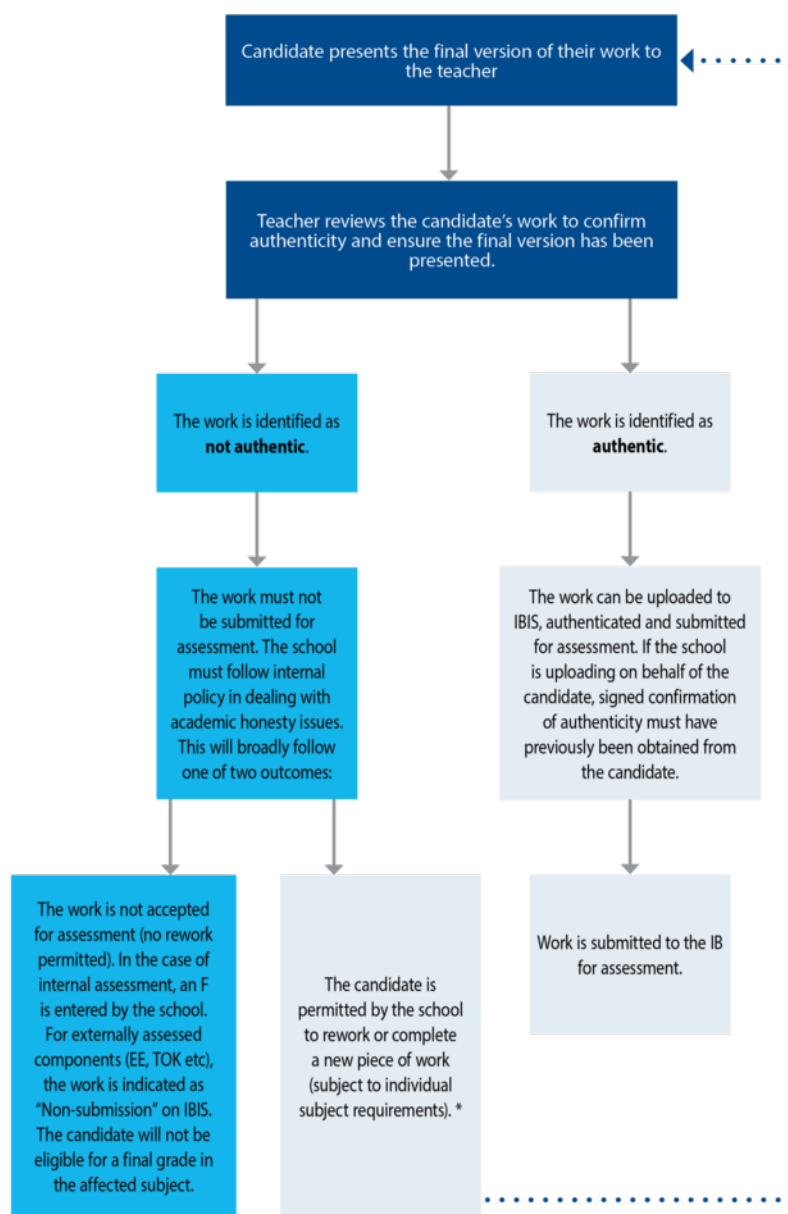 Candidate presents the final version of their work to
the teacher
Teacher reviews the candidate's work to confirm
authenticity and ensure the final version has been
presented.
The work is identified as
not authentic.
The work is identified as
authentic.
The work must not
be submitted for
assessment. The school
must follow internal
policy in dealing with
academic honesty issues.
This will broadly follow
one of two outcomes:
The work can be uploaded to
IBIS, authenticated and submitted
for assessment. If the school
is uploading on behalf of the
candidate, signed confirmation
of authenticity must have
previously been obtained from
the candidate.
The work is not accepted
for assessment (no rework
permitted). In the case of
internal assessment, an F
is entered by the school.
For externally assessed
components (EE, TOK etc),
the work is indicated as
“Non-submission” on IBIS.
The candidate will not be
eligible for a final grade in
the affected subject.
The candidate is
permitted by the school
to rework or complete
a new piece of work
(subject to individual
subject requirements). *
Work is submitted to the IB
for assessment.